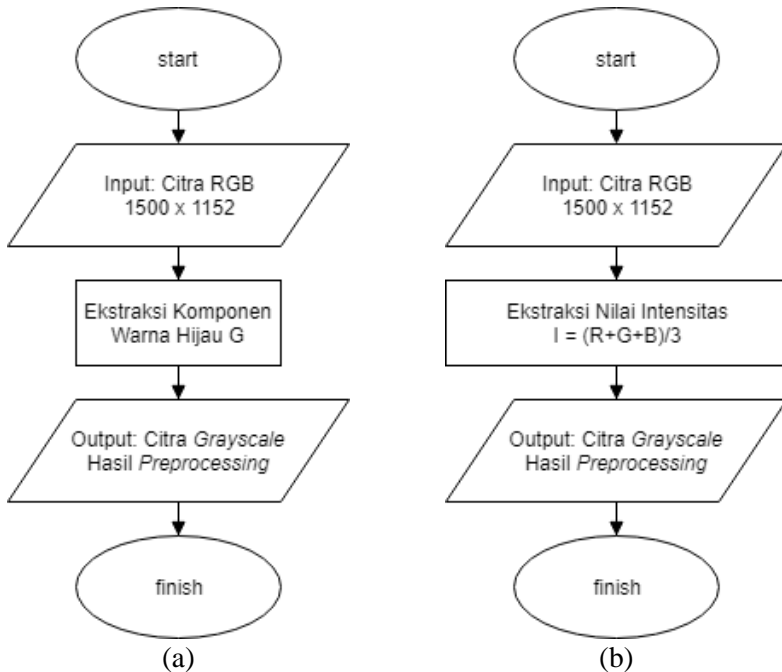 start
Input: Citra RGB
1500 x 1152
Ekstraksi Komponen
Warna Hijau G
Output: Citra Grayscale
Hasil Preprocessing
finish
(a)
start
Input: Citra RGB
1500 x 1152
Ekstraksi Nilai Intensitas
I = (R+G+B)/3
Output: Citra Grayscale
Hasil Preprocessing
finish
(b)